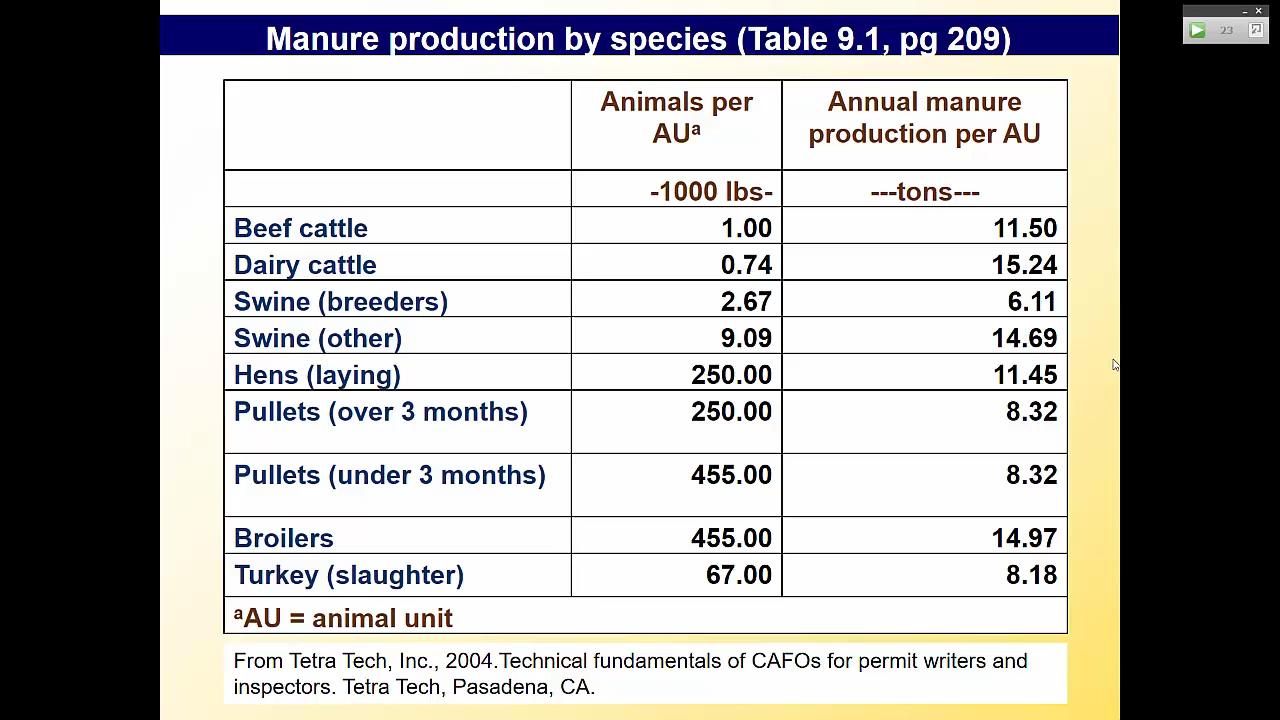 Manure production by species (Table 9.1, pg 209)
23
Animals per Annual manure
AUª production per AU
-1000 lbs- ---tons---
Beef cattle 1.00 11.50
Dairy cattle 0.74 15.24
Swine (breeders) 2.67 6.11
Swine (other) 9.09 14.69
Hens (laying) 250.00 11.45
Pullets (over 3 months) 250.00 8.32
Pullets (under 3 months) 455.00 8.32
Broilers 455.00 14.97
Turkey (slaughter) 67.00 8.18
ªAU = animal unit
From Tetra Tech, Inc., 2004.Technical fundamentals of CAFOs for permit writers and
inspectors. Tetra Tech, Pasadena, CA.